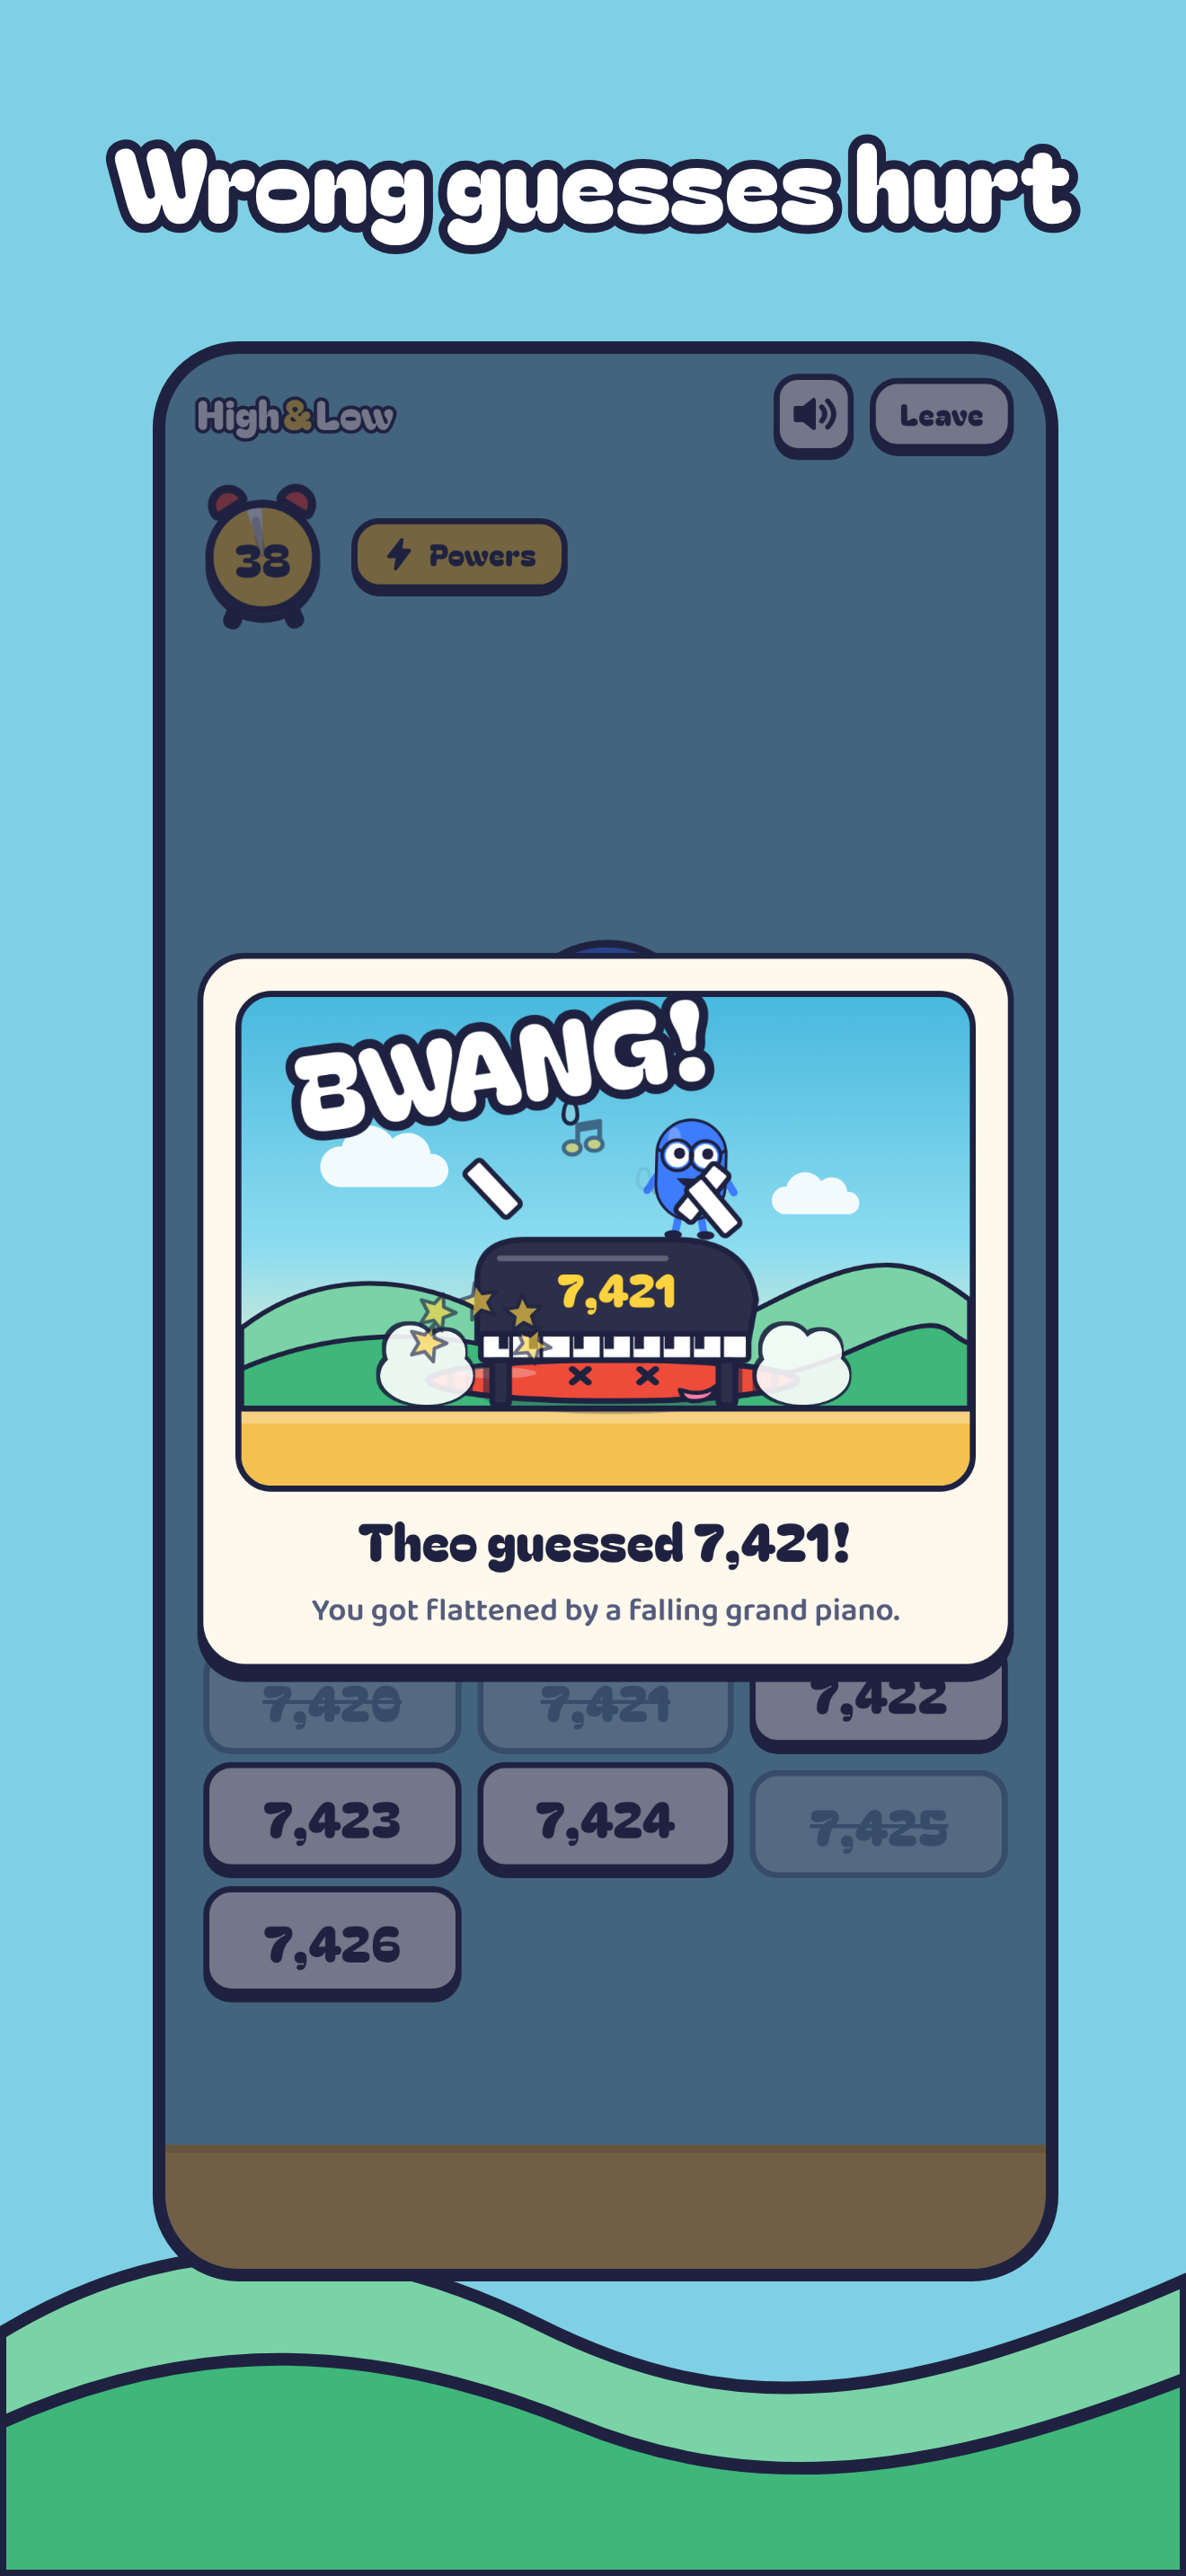 Wrong guesses hurt
High&Low
Leave
38
Powers
BWANG!
7,421
Theo guessed 7,421!
You got flattened by a falling grand piano.
7,420
7,421
7,422
7,423
7,424
7,425
7,426